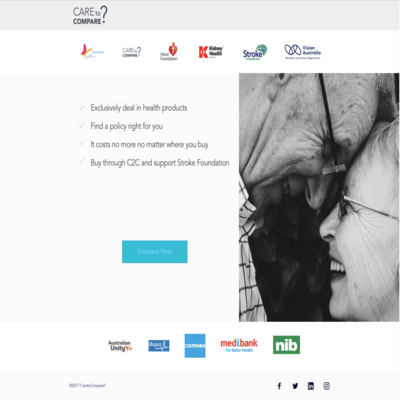 CARE to
COMPARE?
CARE to
COMPARE?
Heart
Foundation
Kidney
Health
Stroke
FOUNDATION
Vision
Australia
Exclusively deal in health products
Find a policy right for you
It costs no more no matter where you buy
Buy through C2C and support Stroke Foundation
Compare Now
Australian
Unity
Bupa
medibank
For Better Health
nib
©2017 CaretoCompare?